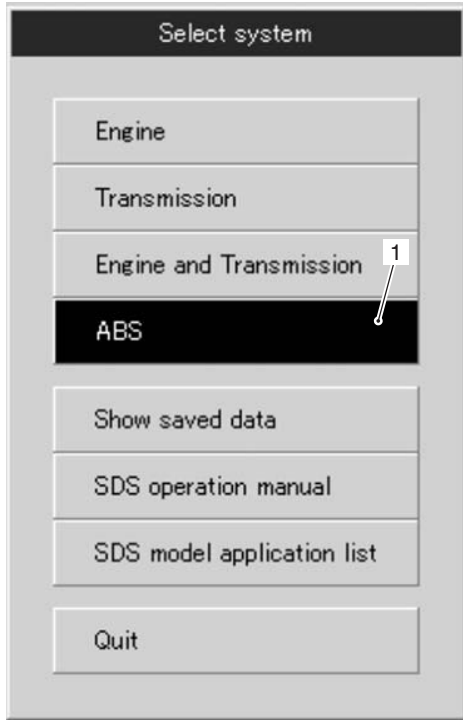 Select system
Engine
Transmission
Engine and Transmission
1
ABS
Show saved data
SDS operation manual
SDS model application list
Quit